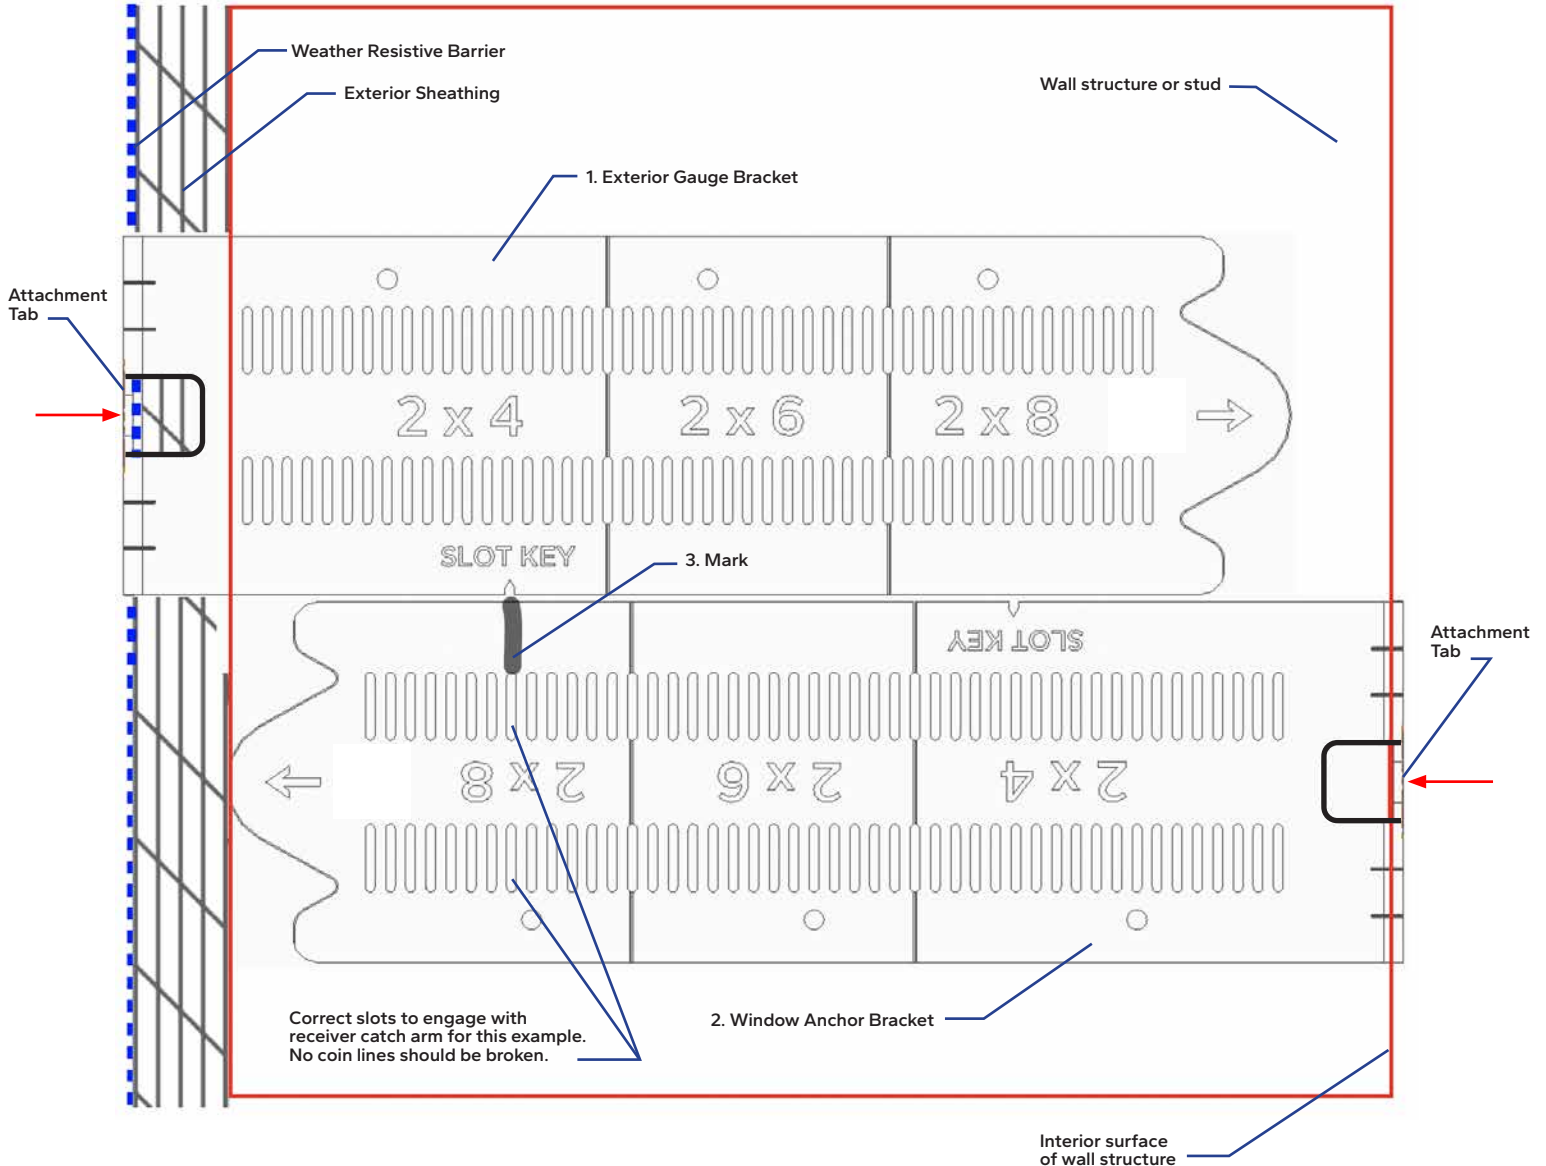 Weather Resistive Barrier
Exterior Sheathing
Wall structure or stud
1. Exterior Gauge Bracket
Attachment
Tab
2 x 4
2 x 6
2 x 8
SLOT KEY
3. Mark
SLOT KEY
Attachment
Tab
2 x 8
2 x 6
2 x 4
Correct slots to engage with
receiver catch arm for this example.
No coin lines should be broken.
2. Window Anchor Bracket
Interior surface
of wall structure